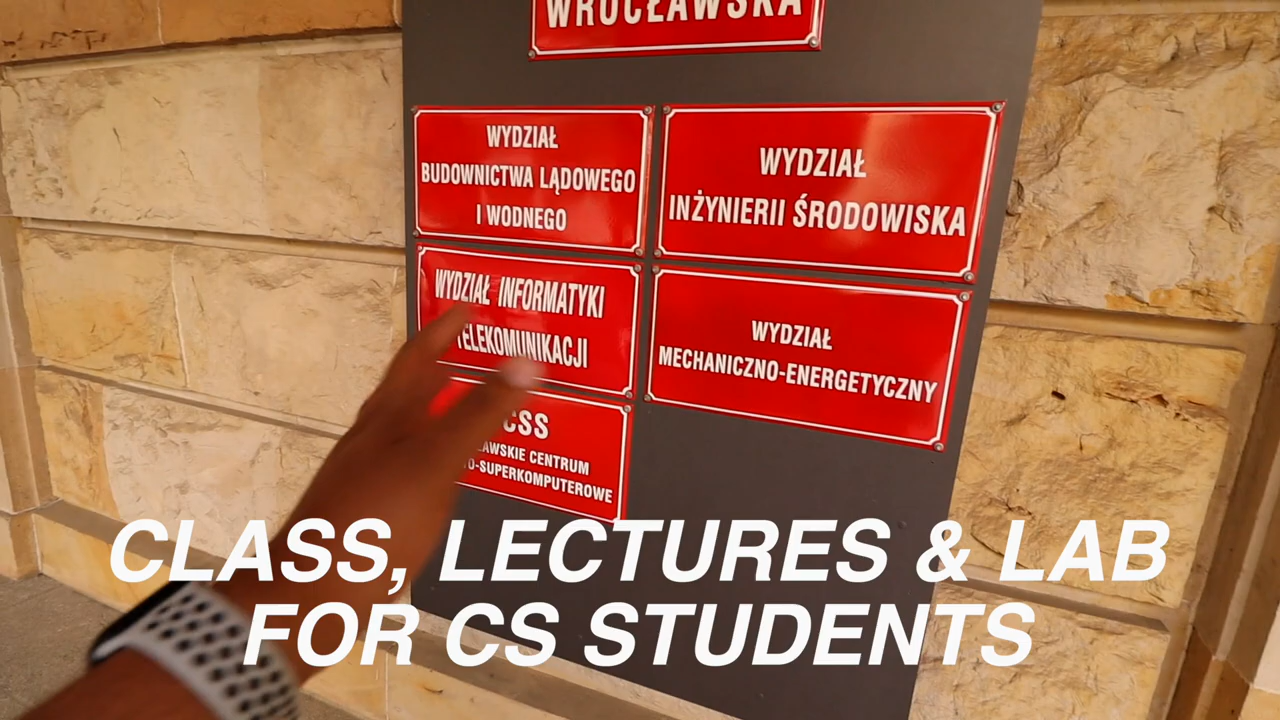 WROCŁAWSKA
WYDZIAŁ
BUDOWNICTWA LĄDOWEGO
I WODNEGO
WYDZIAŁ
INŻYNIERII ŚRODOWISKA
WYDZIAŁ INFORMATYKI
TELEKOMUNIKACJI
WYDZIAŁ
MECHANICZNO-ENERGETYCZNY
CSS
CENTRUM
-SUPERKOMPUTEROWE
CLASS, LECTURES & LAB
FOR CS STUDENTS